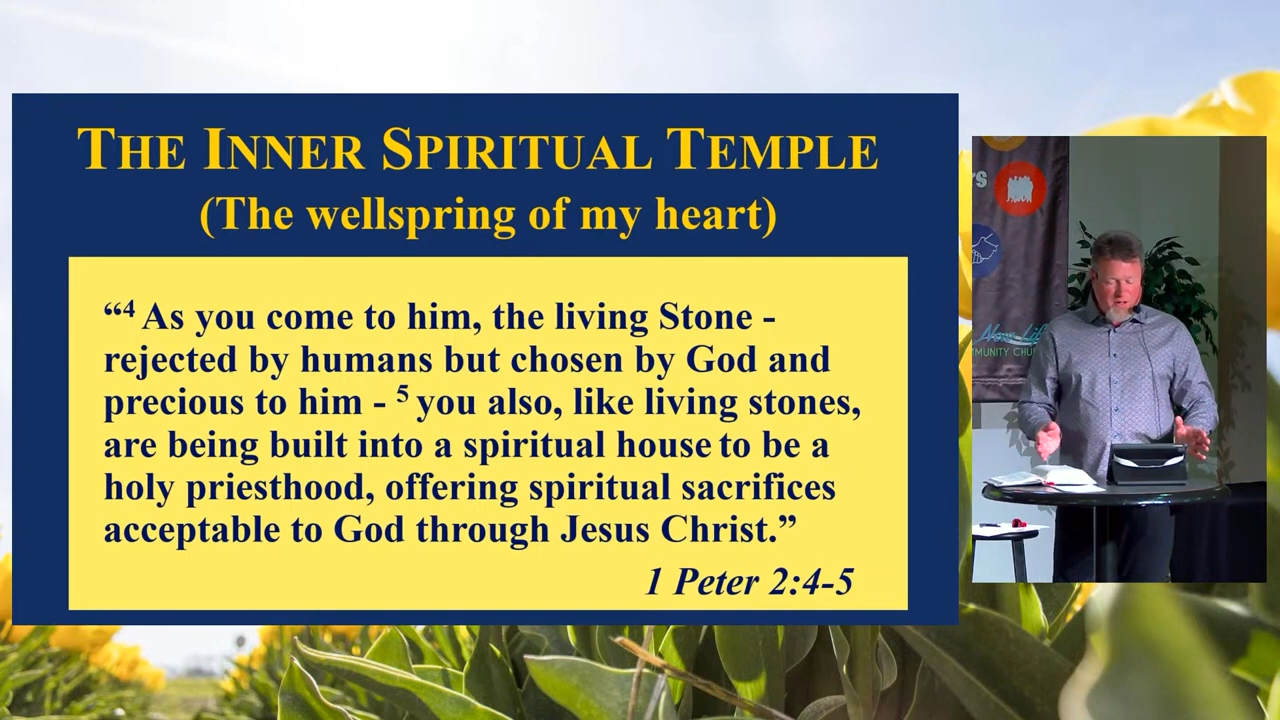 THE INNER SPIRITUAL TEMPLE
(The wellspring of my heart)
“⁴ As you come to him, the living Stone -
rejected by humans but chosen by God and
precious to him - ⁵ you also, like living stones,
are being built into a spiritual house to be a
holy priesthood, offering spiritual sacrifices
acceptable to God through Jesus Christ.”
1 Peter 2:4-5